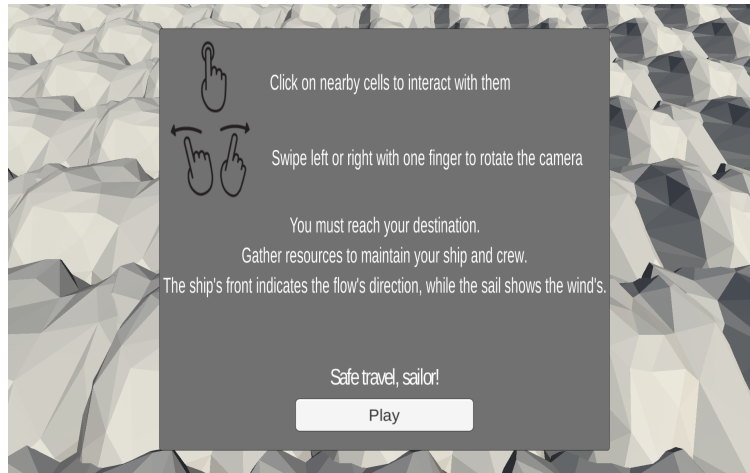 Click on nearby cells to interact with them
Swipe left or right with one finger to rotate the camera
You must reach your destination.
Gather resources to maintain your ship and crew.
The ship's front indicates the flow's direction, while the sail shows the wind's.
Safe travel, sailor!
Play